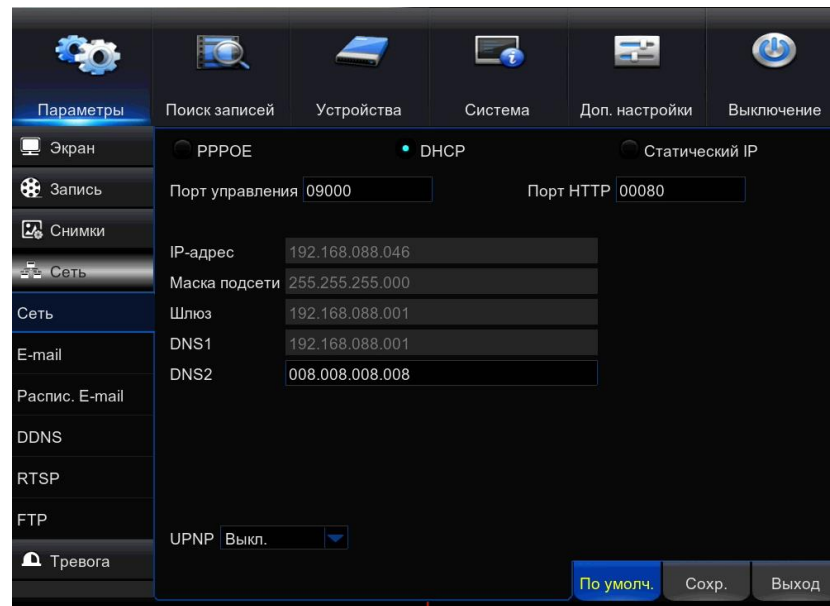 Параметры Поиск записей Устройства Система Доп. настройки Выключение
Экран
Запись
Снимки
Сеть
Сеть
E-mail
Распис. E-mail
DDNS
RTSP
FTP
Тревога
PPPOE DHCP Статический IP
Порт управления 09000 Порт HTTP 00080
IP-адрес 192.168.088.046
Маска подсети 255.255.255.000
Шлюз 192.168.088.001
DNS1 192.168.088.001
DNS2 008.008.008.008
UPNP Выкл.
По умолч. Сохр. Выход